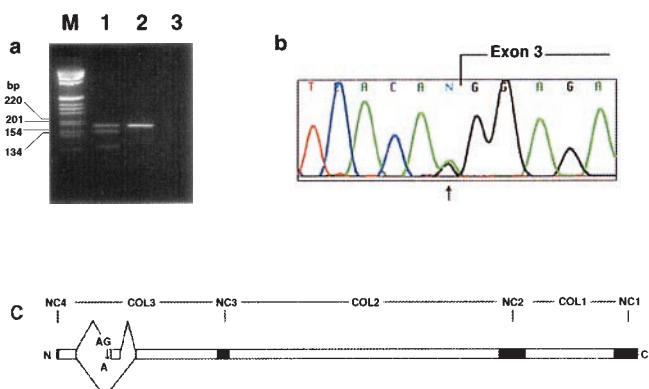 M 1 2 3
a
bp
220
201
154
134
b
Exon 3
T C A C A N G G A G A
C
NC4 COL3 NC3 COL2 NC2 COL1 NC1
AG
N C
A